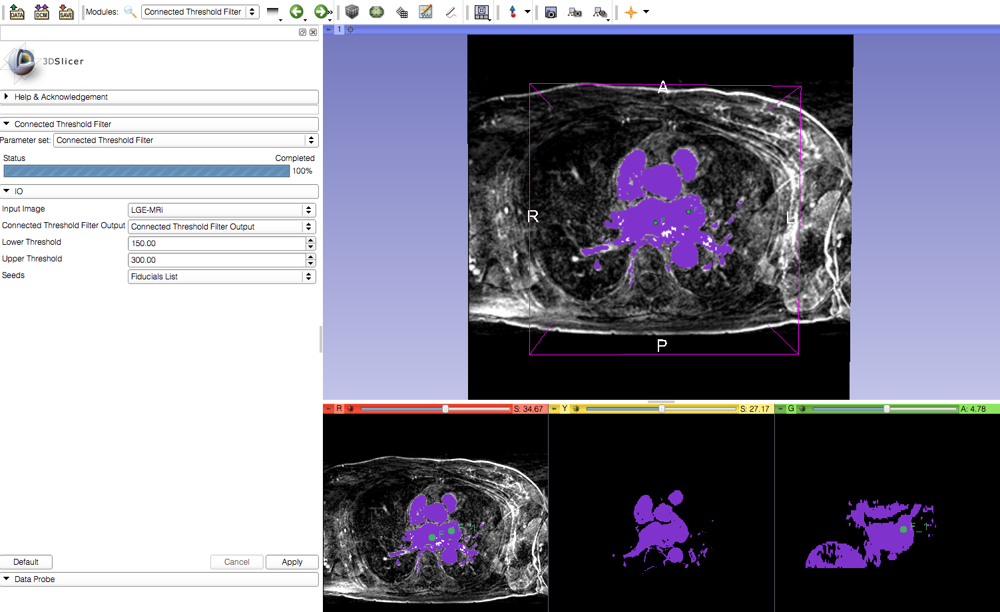 DATA
DCM
SAVE
Modules:
Connected Threshold Filter
3DSlicer
Help & Acknowledgement
Connected Threshold Filter
Parameter set:
Connected Threshold Filter
Status
Completed
100%
IO
Input Image
LGE-MRi
Connected Threshold Filter Output
Connected Threshold Filter Output
Lower Threshold
150.00
Upper Threshold
300.00
Seeds
Fiducials List
Default
Cancel
Apply
Data Probe
1
A
R
L
P
F
F_1
R
S: 34.67
Y
S: 27.17
G
A: 4.78
F
F_1
F_1